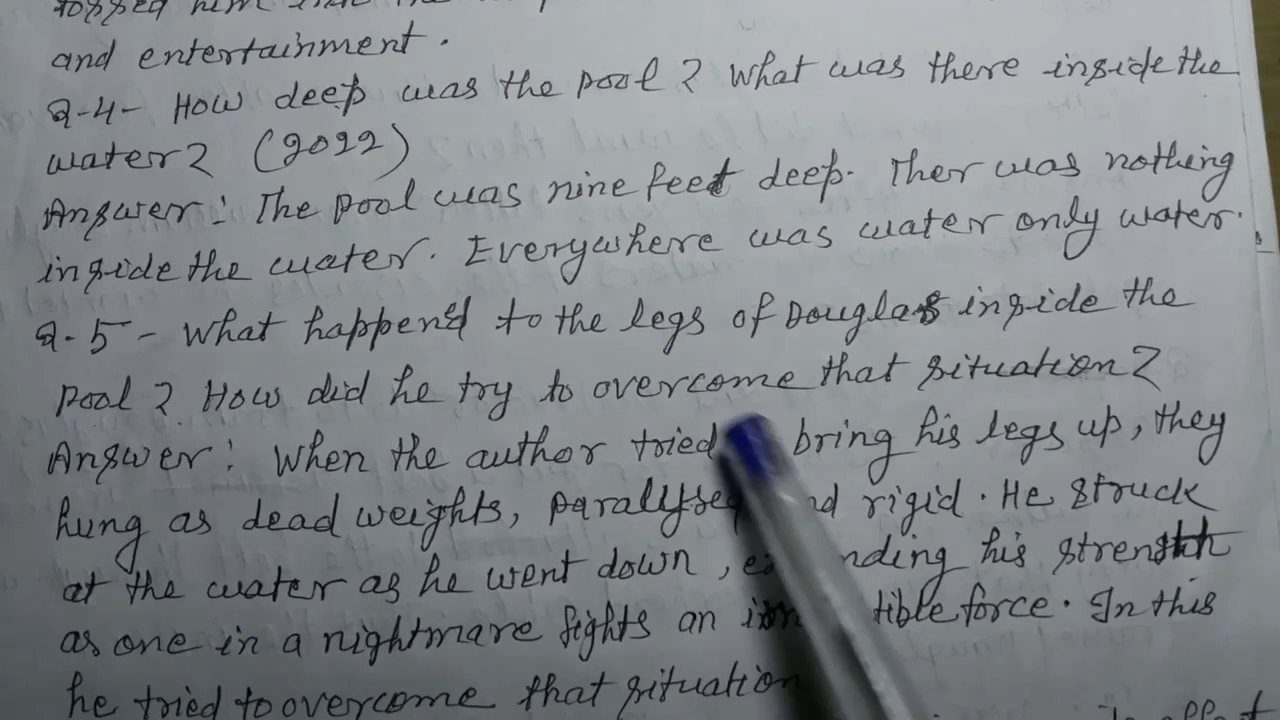 and entertainment.
Q-4- How deep was the pool? What was there inside the
water? (2022)
Answer: The pool was nine feet deep. Ther was nothing
inside the water. Everywhere was water only water.
Q.5- What happened to the legs of Douglas inside the
pool? How did he try to overcome that situation?
Answer: When the author tried bring his legs up, they
hung as dead weights, paralysed rigid. He struck
at the water as he went down, his strenth
as one in a nightmare fights an force. In this
he tried to overcome that situation